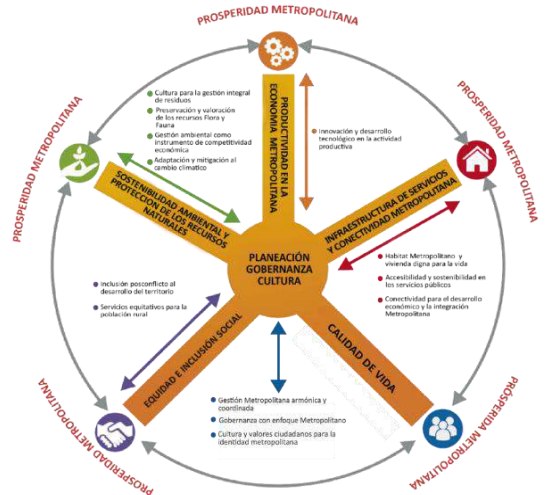 PROSPERIDAD METROPOLITANA
PROSPERIDAD METROPOLITANA
PROSPERIDAD METROPOLITANA
Cultura para la gestión integral
de residuos
Preservación y valoración
de los recursos Flora y
Fauna
Gestión ambiental como
instrumento de competitividad
económica
Adaptación y mitigación al
cambio climatico
PRODUCTIVIDAD EN LA
ECONOMIA METROPOLITANA
Innovación y desarrollo
tecnológico en la actividad
productiva
SOSTENIBILIDAD AMBIENTAL Y
PROTECCION DE LOS RECURSOS
NATURALES
INFRAESTRUCTURA DE SERVICIOS
Y CONECTIVIDAD METROPOLITANA
PLANEACIÓN
GOBERNANZA
CULTURA
Habitat Metropolitano y
vivienda digna para la vida
Accesibilidad y sostenibilidad en
los servicios públicos
Conectividad para el desarrollo
económico y la integración
Metropolitana
Inclusión posconflicto al
desarrollo del territorio
Servicios equitativos para la
población rural
EQUIDAD E INCLUSIÓN SOCIAL
CALIDAD DE VIDA
Gestión Metropolitana armónica y
coordinada
Gobernanza con enfoque Metropolitano
Cultura y valores ciudadanos para la
identidad metropolitana
PROSPERIDAD METROPOLITANA
PROSPERIDAD METROPOLITANA
PRÓSPERIDA METROPOLITANA
METROPOLITANA